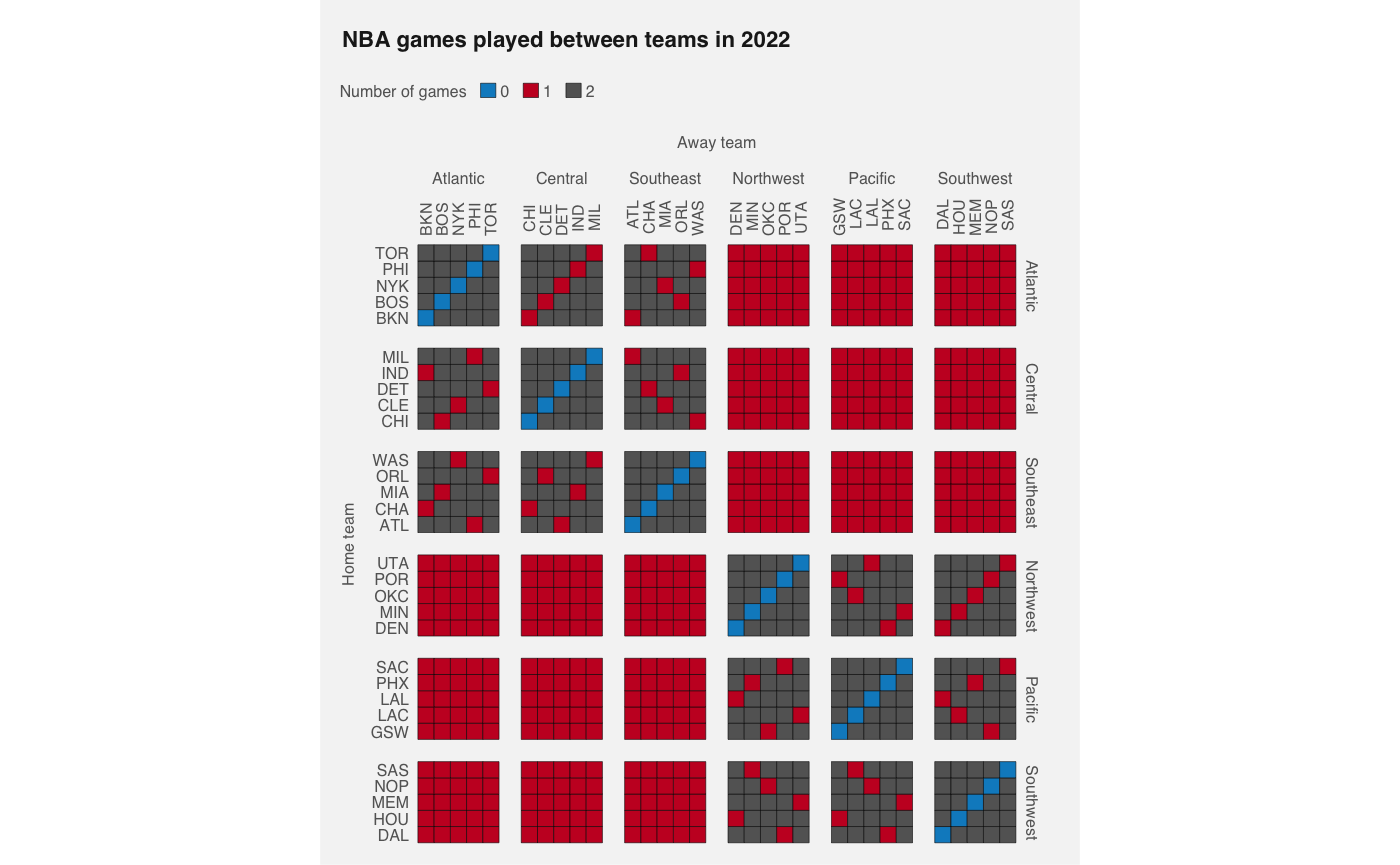 NBA games played between teams in 2022
Number of games 0 1 2
Away team
Atlantic Central Southeast Northwest Pacific Southwest
BKN BOS NYK PHI TOR CHI CLE DET IND MIL ATL CHA MIA ORL WAS DEN MIN OKC POR UTA GSW LAC LAL PHX SAC DAL HOU MEM NOP SAS
Home team
TOR
PHI
NYK
BOS
BKN
Atlantic
MIL
IND
DET
CLE
CHI
Central
WAS
ORL
MIA
CHA
ATL
Southeast
UTA
POR
OKC
MIN
DEN
Northwest
SAC
PHX
LAL
LAC
GSW
Pacific
SAS
NOP
MEM
HOU
DAL
Southwest